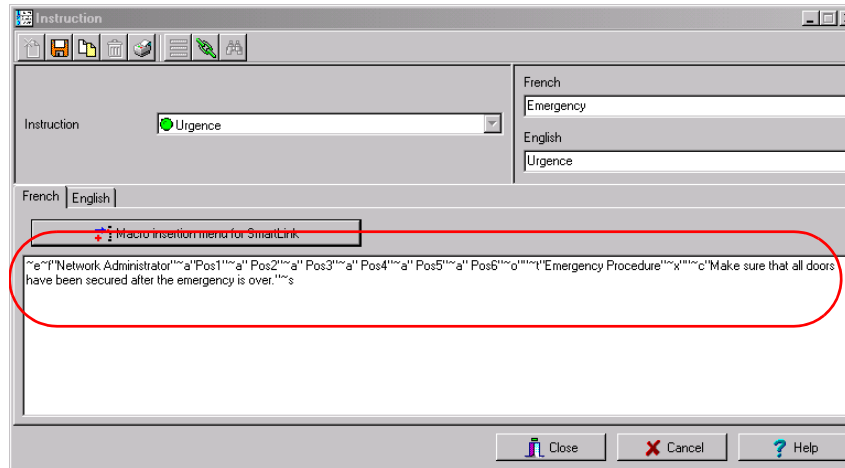 Instruction
French
Emergency
Instruction
Urgence
English
Urgence
French
English
Macro insertion menu for SmartLink
~e~f"Network Administrator"~a"Pos1"~a" Pos2"~a" Pos3"~a" Pos4"~a" Pos5"~a" Pos6"~o""~t"Emergency Procedure"~x""~c"Make sure that all doors
have been secured after the emergency is over."~s
Close
Cancel
Help